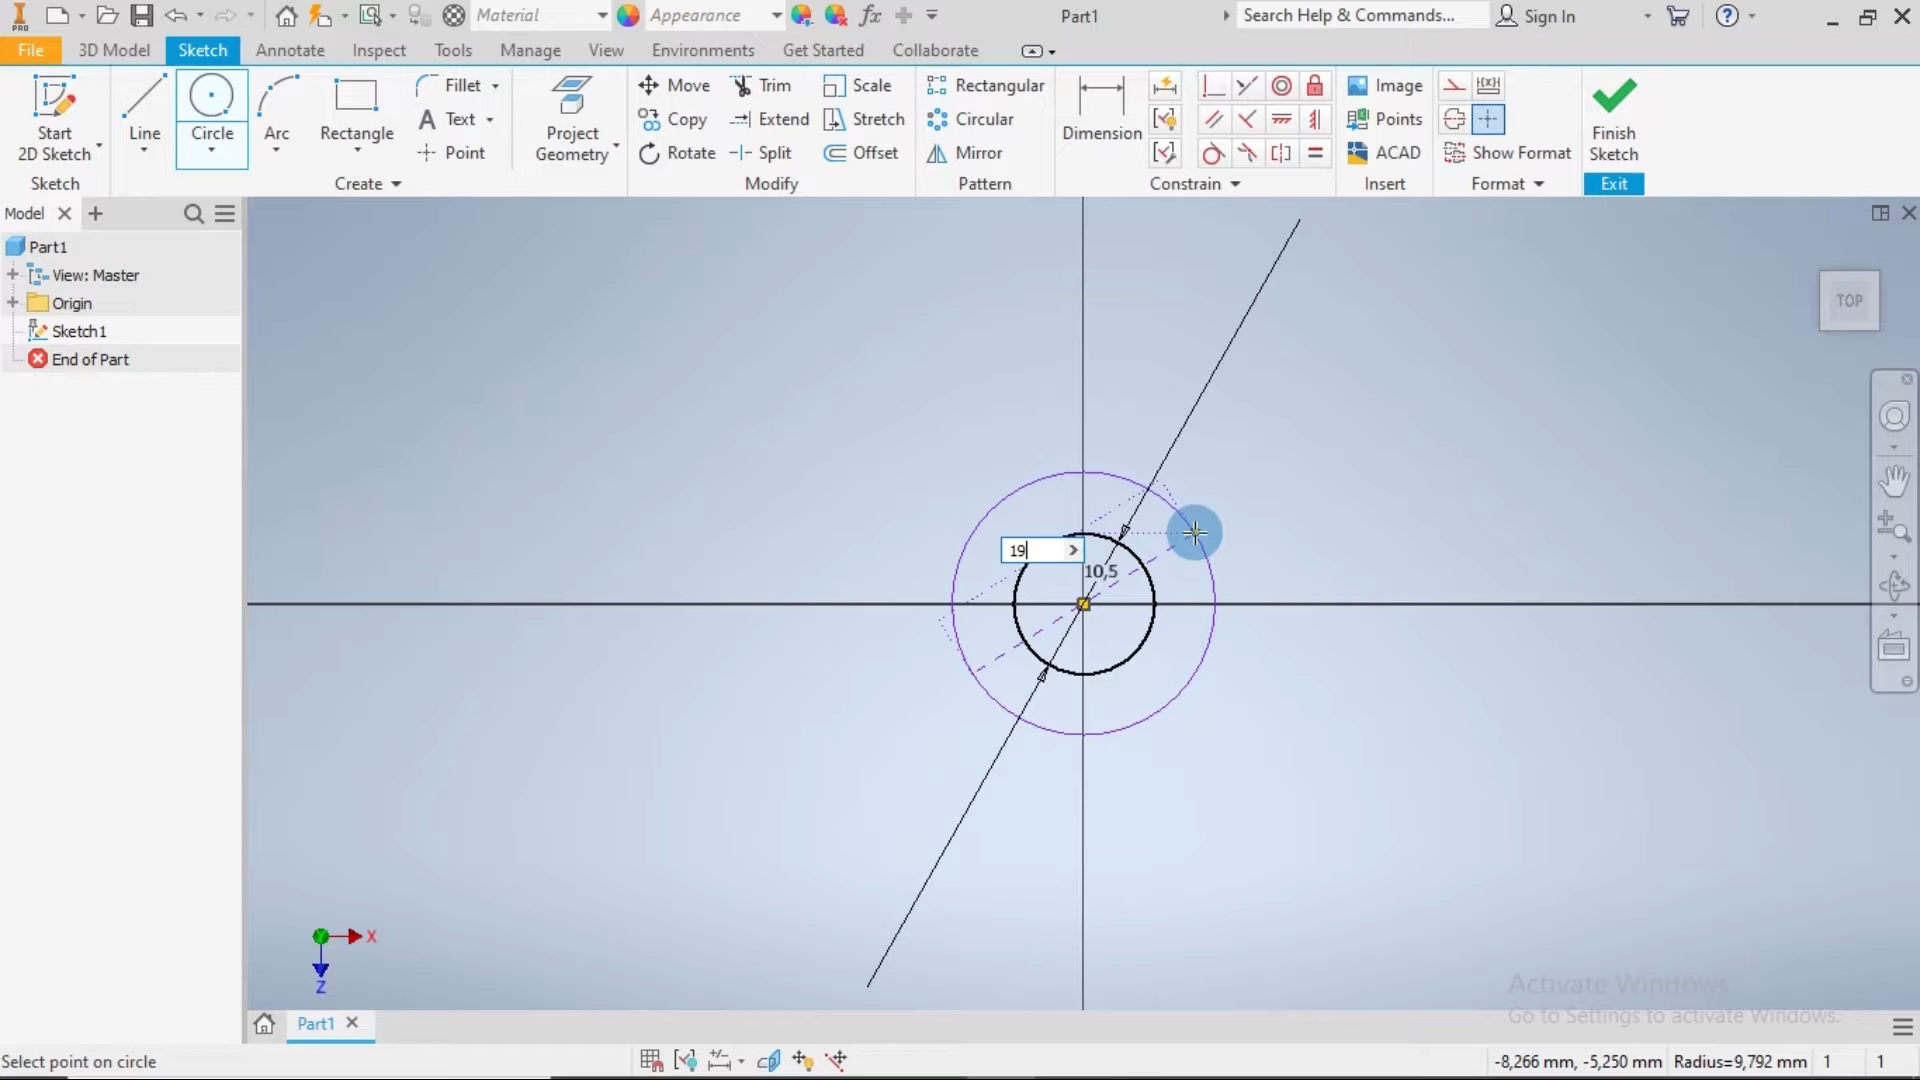 PRO Material Appearance fx Part1 Search Help & Commands... Sign In
File 3D Model Sketch Annotate Inspect Tools Manage View Environments Get Started Collaborate
Start 2D Sketch
Line
Circle
Arc
Rectangle
Fillet
Text
Point
Project Geometry
Move
Copy
Rotate
Trim
Extend
Split
Scale
Stretch
Offset
Rectangular
Circular
Mirror
Dimension
Image
Points
ACAD
Show Format
Finish Sketch
Sketch Create Modify Pattern Constrain Insert Format Exit
Model
Part1
View: Master
Origin
Sketch1
End of Part
TOP
19
10,5
X
Z
Activate Windows
Go to Settings to activate Windows.
Part1
Select point on circle
-8,266 mm, -5,250 mm Radius=9,792 mm 1 1